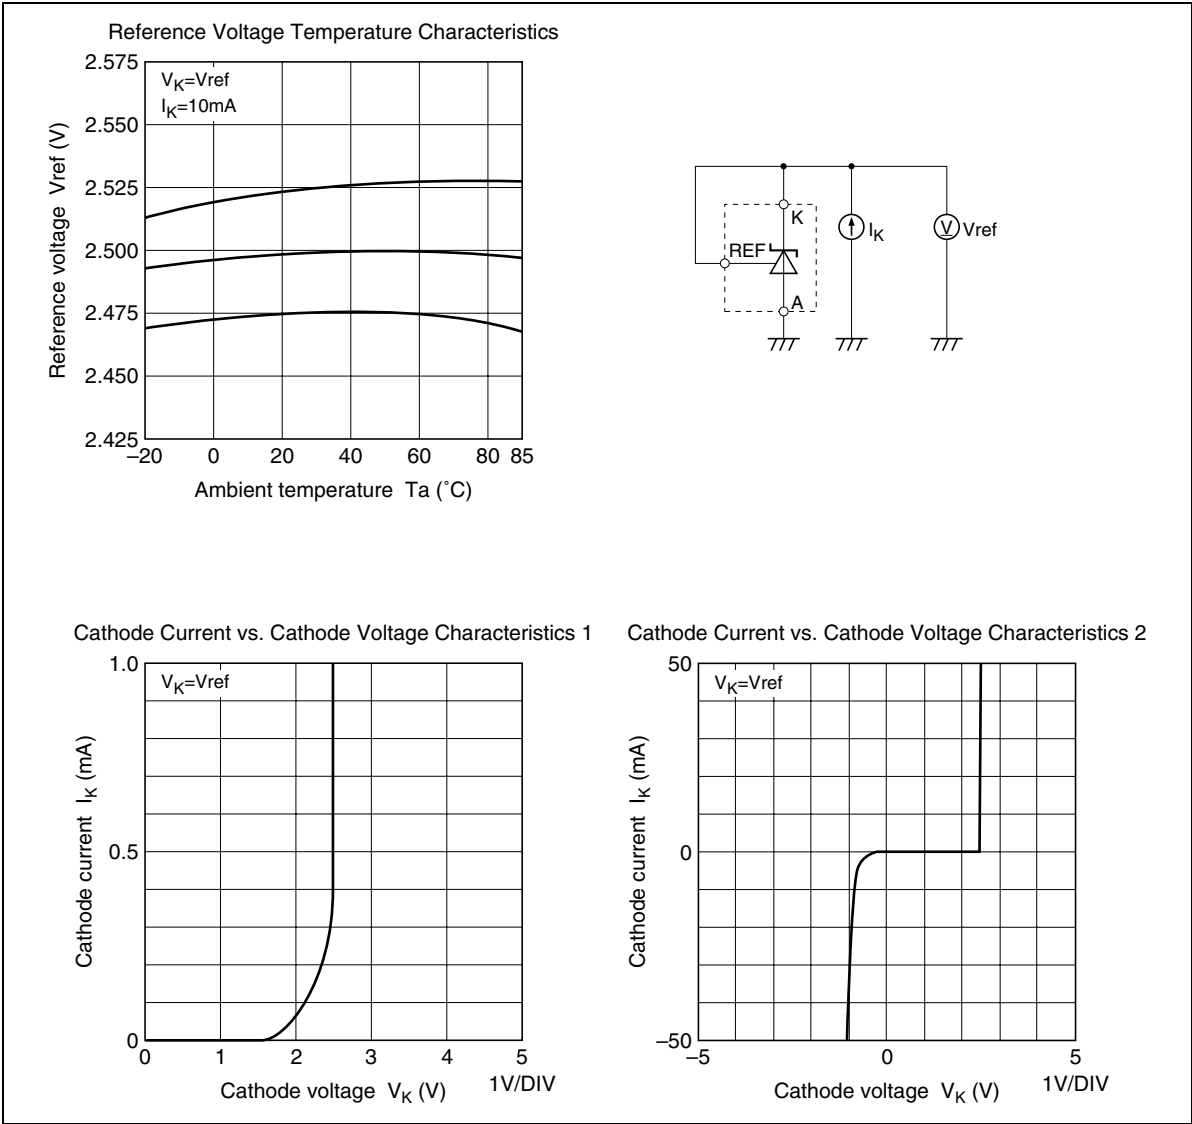 Reference Voltage Temperature Characteristics
2.575
2.550
2.525
2.500
2.475
2.450
2.425
Reference voltage Vref (V)
VK=Vref
IK=10mA
–20 0 20 40 60 80 85
Ambient temperature Ta (˚C)
K
REF
A
IK
V
Vref
Cathode Current vs. Cathode Voltage Characteristics 1
1.0
0.5
0
Cathode current IK (mA)
VK=Vref
0 1 2 3 4 5
Cathode voltage VK (V)
1V/DIV
Cathode Current vs. Cathode Voltage Characteristics 2
50
0
–50
Cathode current IK (mA)
VK=Vref
–5 0 5
Cathode voltage VK (V)
1V/DIV